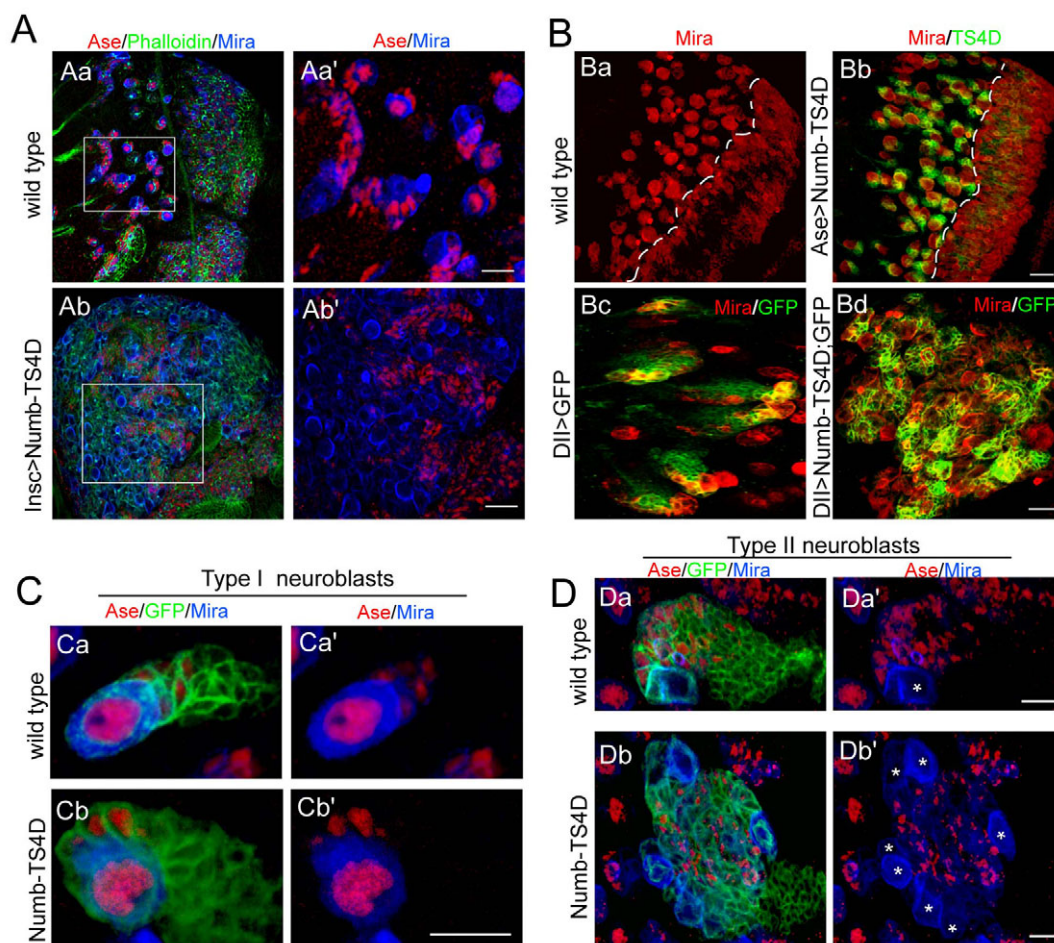 A
Ase/Phalloidin/Mira
Ase/Mira
wild type
Aa
Aa'
Insc>Numb-TS4D
Ab
Ab'
B
Mira
Mira/TS4D
wild type
Ba
Ase>Numb-TS4D
Bb
Dll>GFP
Bc
Mira/GFP
Dll>Numb-TS4D;GFP
Bd
Mira/GFP
C
Type I neuroblasts
Ase/GFP/Mira
Ase/Mira
wild type
Ca
Ca'
Numb-TS4D
Cb
Cb'
D
Type II neuroblasts
Ase/GFP/Mira
Ase/Mira
wild type
Da
Da'
*
Numb-TS4D
Db
Db'
* *
*
*
*
*
*